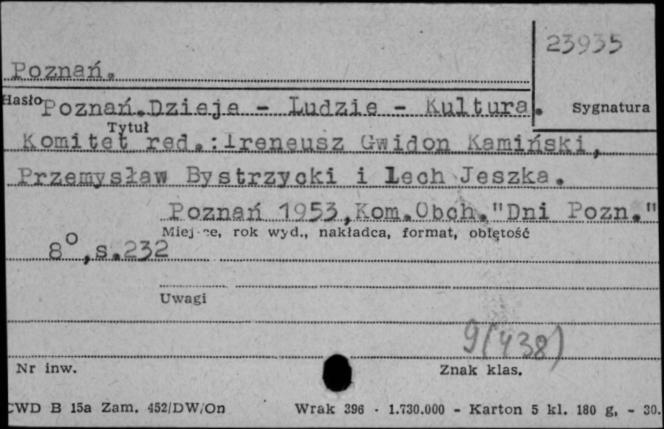 23935
Poznań.
Hasło Poznań.Dzieje - Ludzie - Kultura. Sygnatura
Tytuł
Komitet red.:Ireneusz Gwidon Kamiński,
Przemysław Bystrzycki i Lech Jeszka.
Poznań 1953,Kom.Obch."Dni Pozn."
Miejsce, rok wyd., nakładca, format, objętość
8°,s.232
Uwagi
9(438)
Nr inw. Znak klas.
CWD B 15a Zam. 452/DW/On Wrak 396 - 1.730.000 - Karton 5 kl. 180 g. - 30.